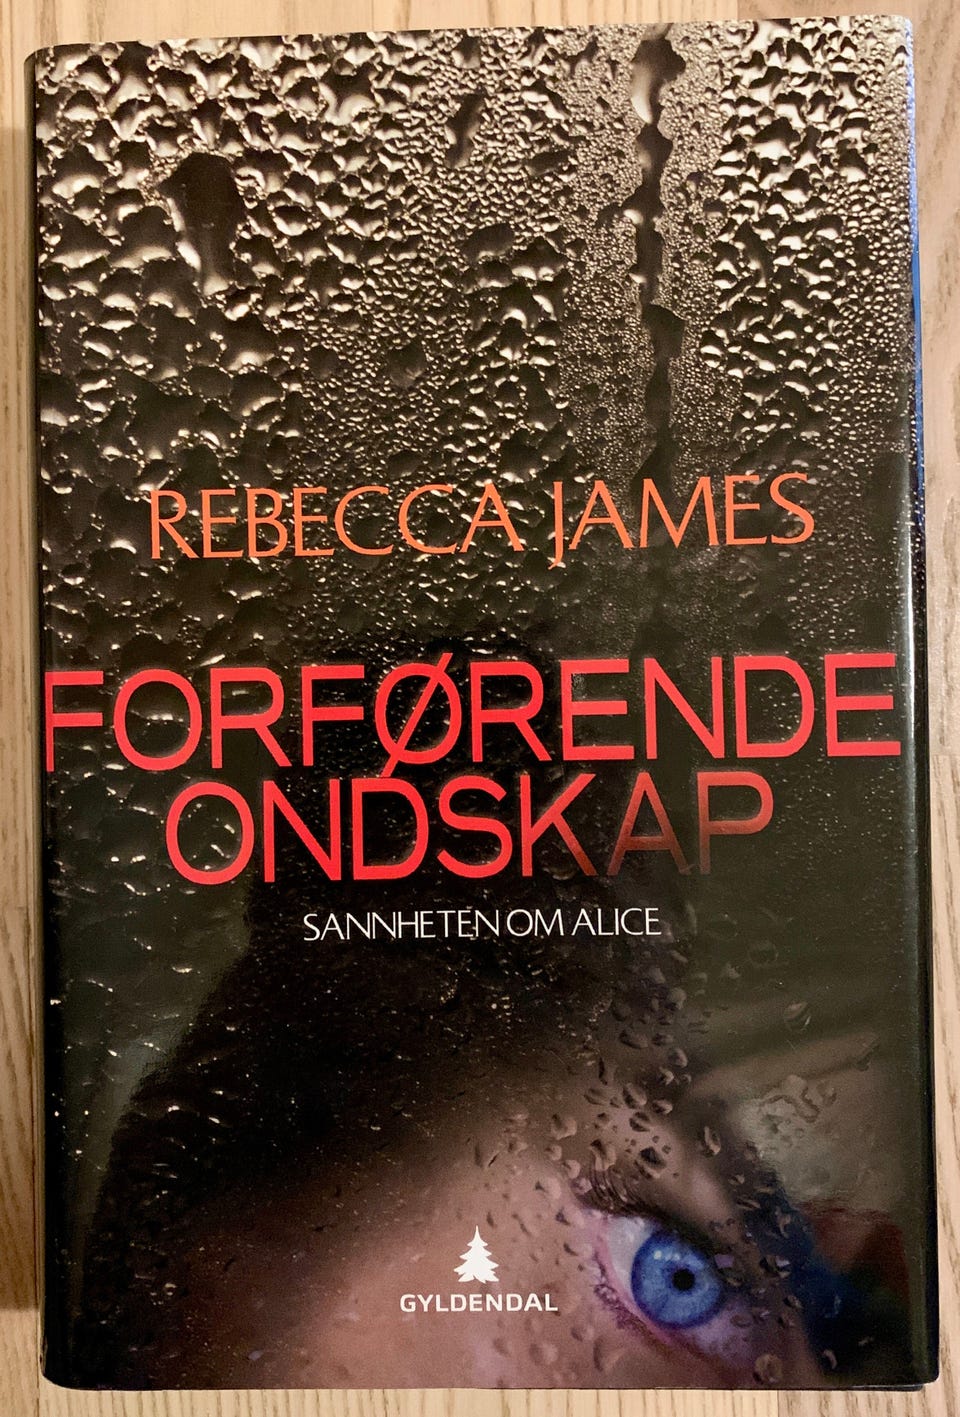 REBECCA JAMES
FORFØRENDE
ONDSKAP
SANNHETEN OM ALICE
GYLDENDAL